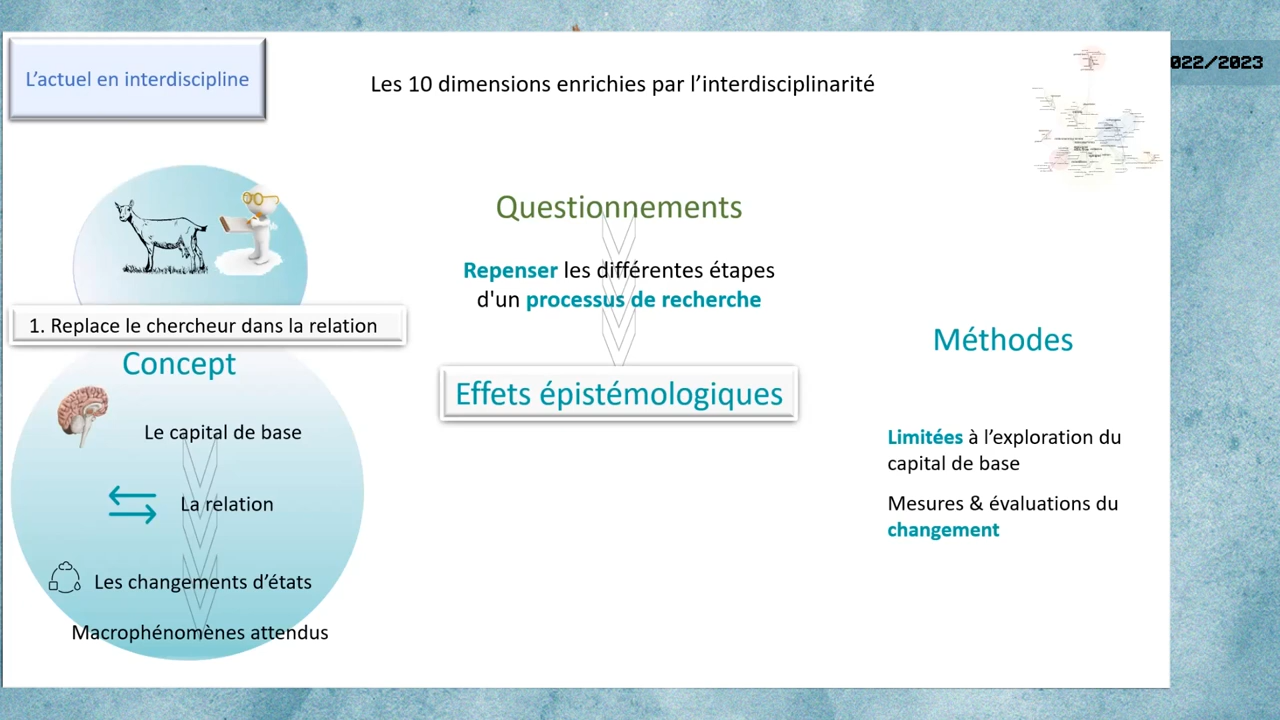 L’actuel en interdiscipline
Les 10 dimensions enrichies par l’interdisciplinarité
022/2023
Questionnements
Repenser les différentes étapes
d'un processus de recherche
Effets épistémologiques
1. Replace le chercheur dans la relation
Concept
Le capital de base
La relation
Les changements d’états
Macrophénomènes attendus
Méthodes
Limitées à l’exploration du
capital de base
Mesures & évaluations du
changement